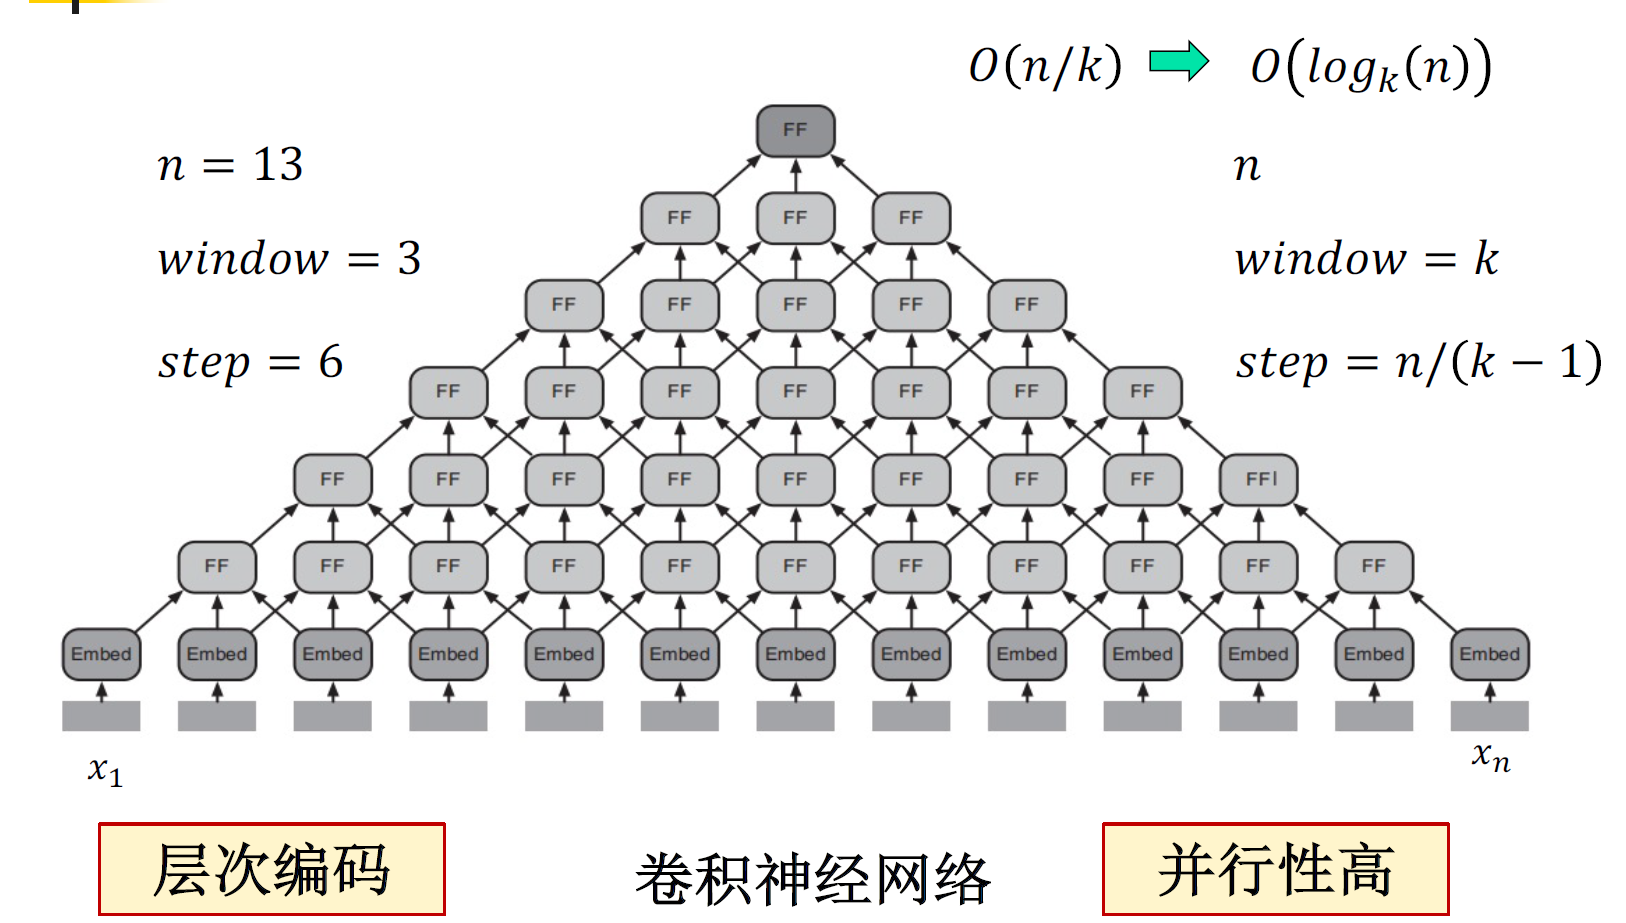 O(n/k) O(log_k(n))
FF
n = 13
n
FF FF FF
window = 3
window = k
FF FF FF FF FF
step = 6
step = n/(k − 1)
FF FF FF FF FF FF FF
FF FF FF FF FF FF FF FF FFI
FF FF FF FF FF FF FF FF FF FF FF
Embed Embed Embed Embed Embed Embed Embed Embed Embed Embed Embed Embed Embed
x₁
xₙ
层次编码
卷积神经网络
并行性高